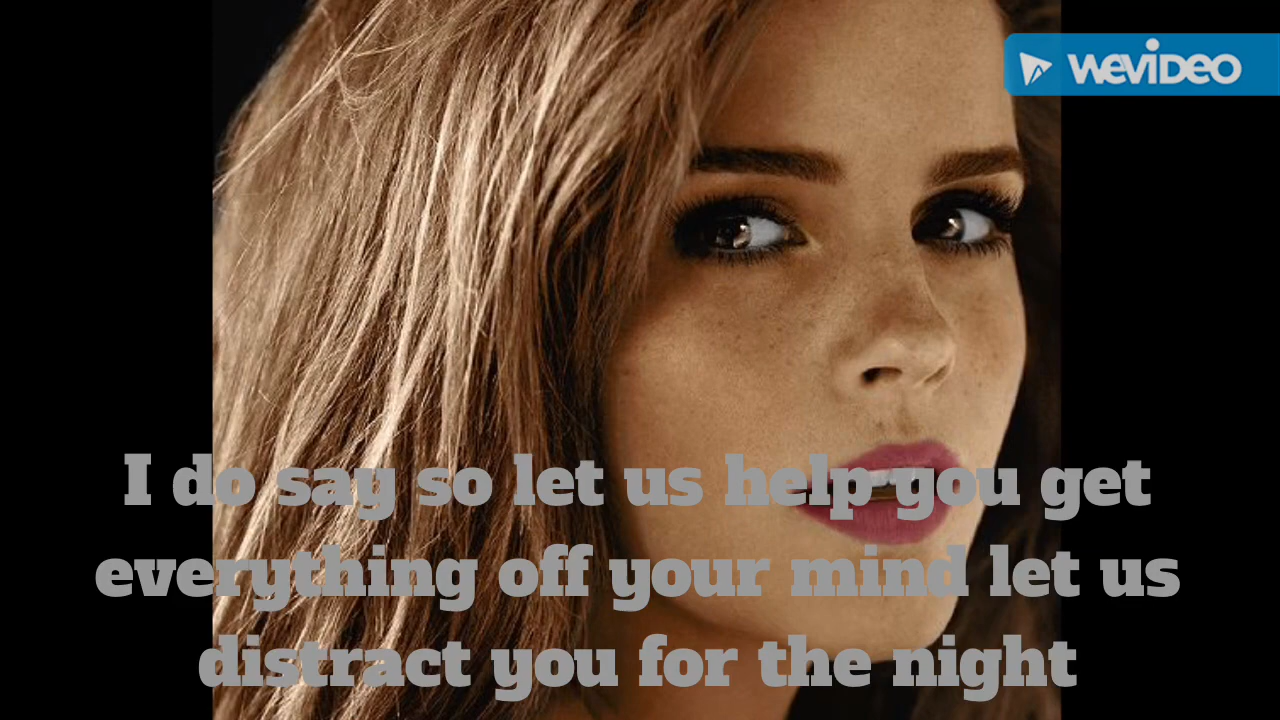 WEVIDEO
I do say so let us help you get
everything off your mind let us
distract you for the night